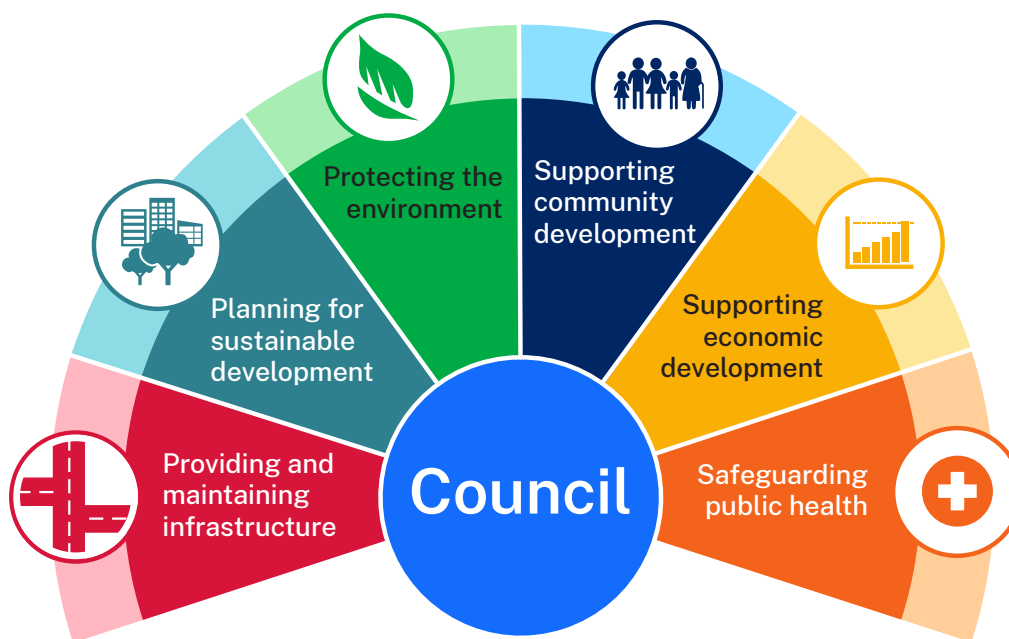 Protecting the
environment
Supporting
community
development
Planning for
sustainable
development
Supporting
economic
development
Providing and
maintaining
infrastructure
Council
Safeguarding
public health